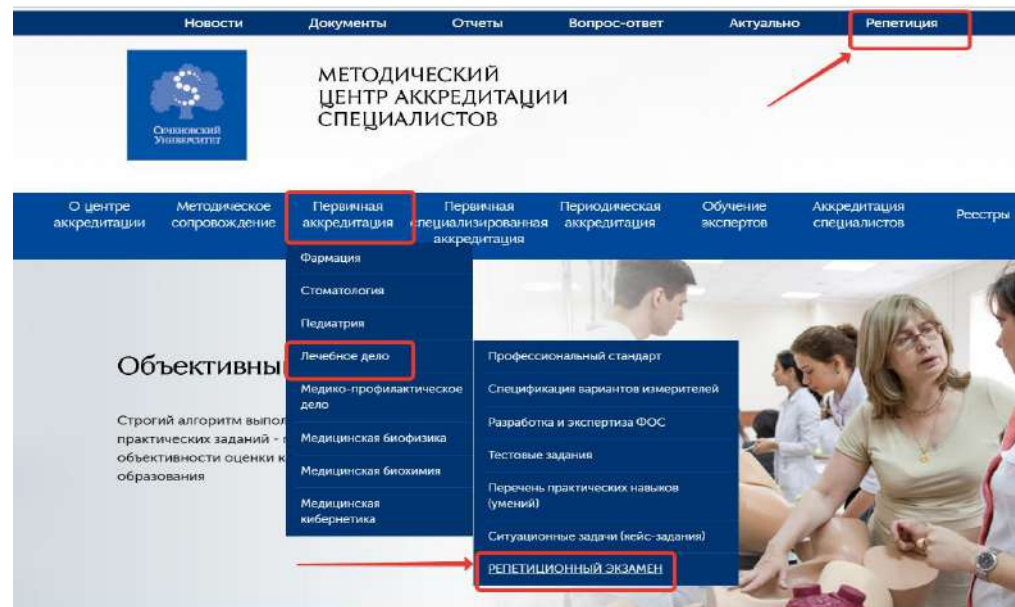 Новости Документы Отчеты Вопрос-ответ Актуально Репетиция
Сеченовский
Университет
МЕТОДИЧЕСКИЙ
ЦЕНТР АККРЕДИТАЦИИ
СПЕЦИАЛИСТОВ
О центре
аккредитации
Методическое
сопровождение
Первичная
аккредитация
Первичная
специализированная
аккредитация
Периодическая
аккредитация
Обучение
экспертов
Аккредитация
специалистов
Реестры
Фармация
Стоматология
Педиатрия
Лечебное дело
Медико-профилактическое
дело
Медицинская биофизика
Медицинская биохимия
Медицинская
кибернетика
Профессиональный стандарт
Спецификация вариантов измерителей
Разработка и экспертиза ФОС
Тестовые задания
Перечень практических навыков
(умений)
Ситуационные задачи (кейс-задания)
РЕПЕТИЦИОННЫЙ ЭКЗАМЕН
Объективны
Строгий алгоритм выпол
практических заданий -
объективности оценки к
образования